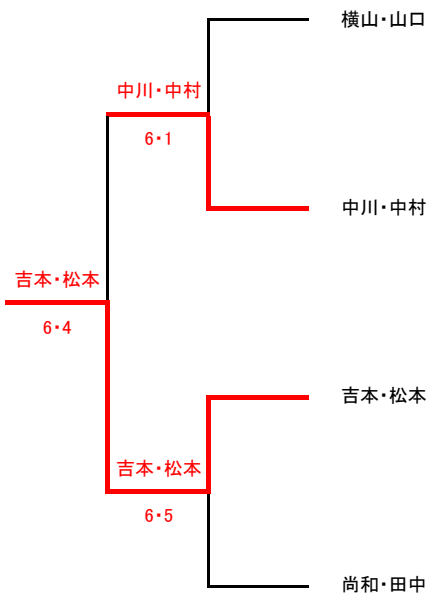 横山・山口
中川・中村
6・1
中川・中村
吉本・松本
6・4
吉本・松本
吉本・松本
6・5
尚和・田中